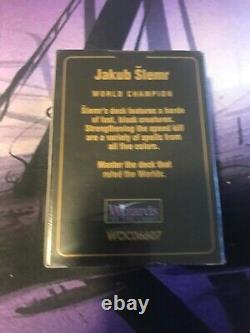 Jakub Šlemr
WORLD CHAMPION
Šlemr's deck features a horde
of fast, black creatures.
Strengthening the speed kill
are a variety of spells from
all five colors.
Master the deck that
ruled the Worlds.
Wizards
WOC06607